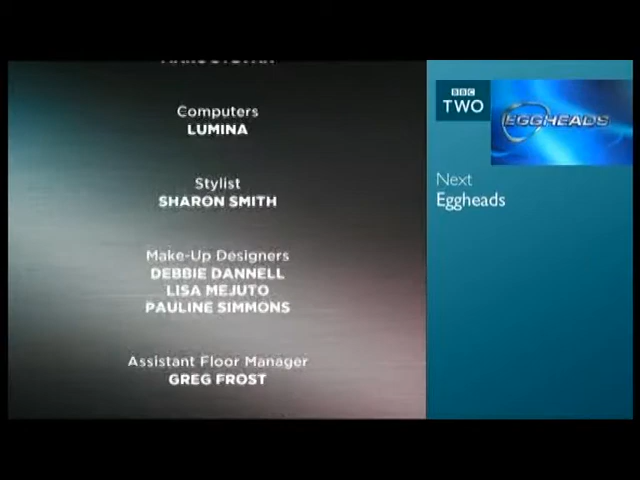 Computers
LUMINA
Stylist
SHARON SMITH
Make-Up Designers
DEBBIE DANNELL
LISA MEJUTO
PAULINE SIMMONS
Assistant Floor Manager
GREG FROST
BBC
TWO
EGGHEADS
Next
Eggheads